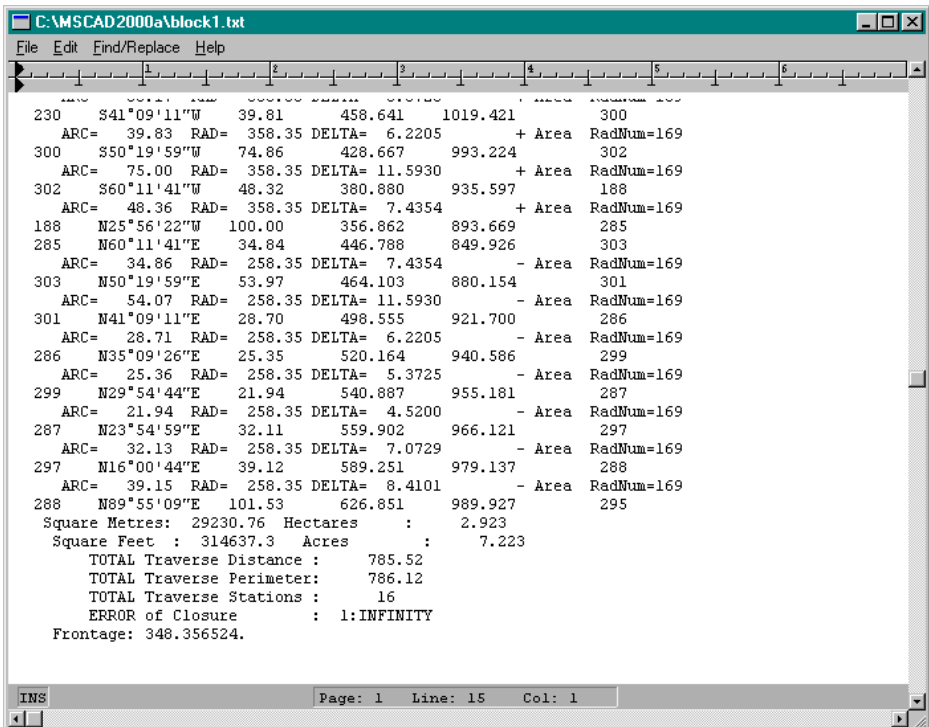 C:\MSCAD2000a\block1.txt
File Edit Find/Replace Help
1 2 3 4 5 6
230 S41°09'11"W 39.81 458.641 1019.421 300
ARC= 39.83 RAD= 358.35 DELTA= 6.2205 + Area RadNum=169
300 S50°19'59"W 74.86 428.667 993.224 302
ARC= 75.00 RAD= 358.35 DELTA= 11.5930 + Area RadNum=169
302 S60°11'41"W 48.32 380.880 935.597 188
ARC= 48.36 RAD= 358.35 DELTA= 7.4354 + Area RadNum=169
188 N25°56'22"W 100.00 356.862 893.669 285
285 N60°11'41"E 34.84 446.788 849.926 303
ARC= 34.86 RAD= 258.35 DELTA= 7.4354 - Area RadNum=169
303 N50°19'59"E 53.97 464.103 880.154 301
ARC= 54.07 RAD= 258.35 DELTA= 11.5930 - Area RadNum=169
301 N41°09'11"E 28.70 498.555 921.700 286
ARC= 28.71 RAD= 258.35 DELTA= 6.2205 - Area RadNum=169
286 N35°09'26"E 25.35 520.164 940.586 299
ARC= 25.36 RAD= 258.35 DELTA= 5.3725 - Area RadNum=169
299 N29°54'44"E 21.94 540.887 955.181 287
ARC= 21.94 RAD= 258.35 DELTA= 4.5200 - Area RadNum=169
287 N23°54'59"E 32.11 559.902 966.121 297
ARC= 32.13 RAD= 258.35 DELTA= 7.0729 - Area RadNum=169
297 N16°00'44"E 39.12 589.251 979.137 288
ARC= 39.15 RAD= 258.35 DELTA= 8.4101 - Area RadNum=169
288 N89°55'09"E 101.53 626.851 989.927 295
Square Metres: 29230.76 Hectares : 2.923
Square Feet : 314637.3 Acres : 7.223
TOTAL Traverse Distance : 785.52
TOTAL Traverse Perimeter: 786.12
TOTAL Traverse Stations : 16
ERROR of Closure : 1:INFINITY
Frontage: 348.356524.
INS Page: 1 Line: 15 Col: 1